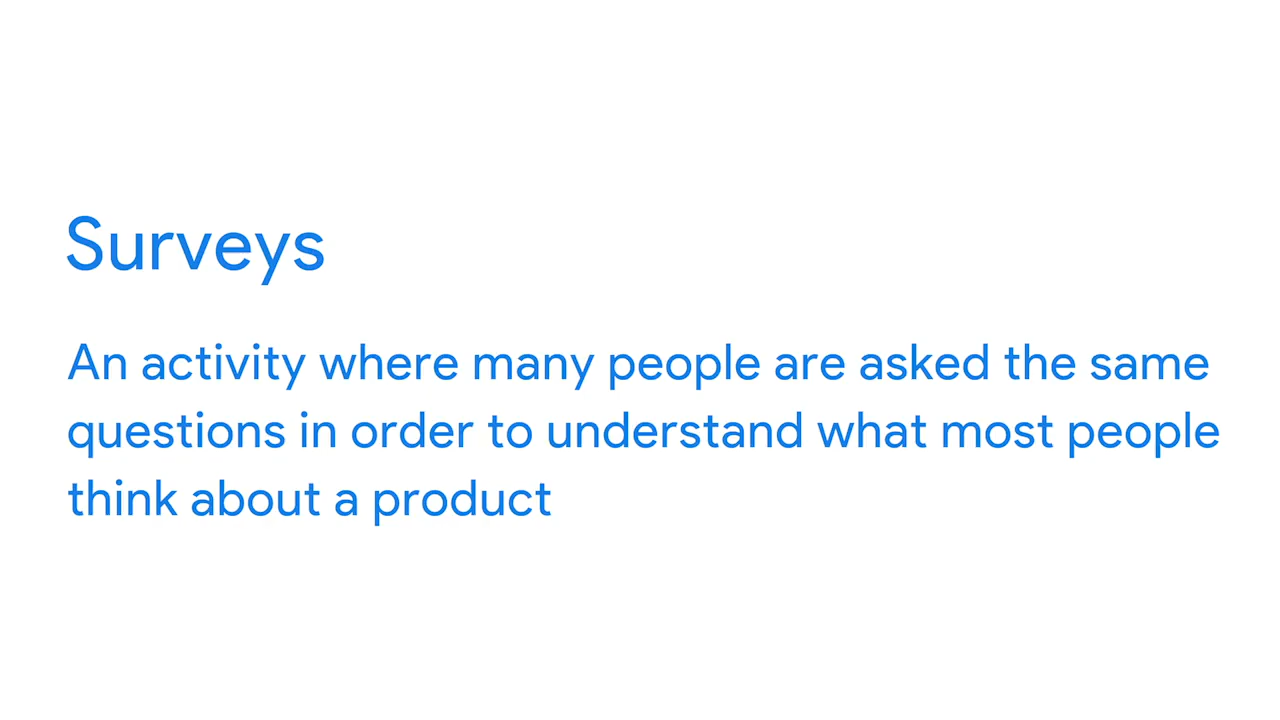 Surveys
An activity where many people are asked the same
questions in order to understand what most people
think about a product